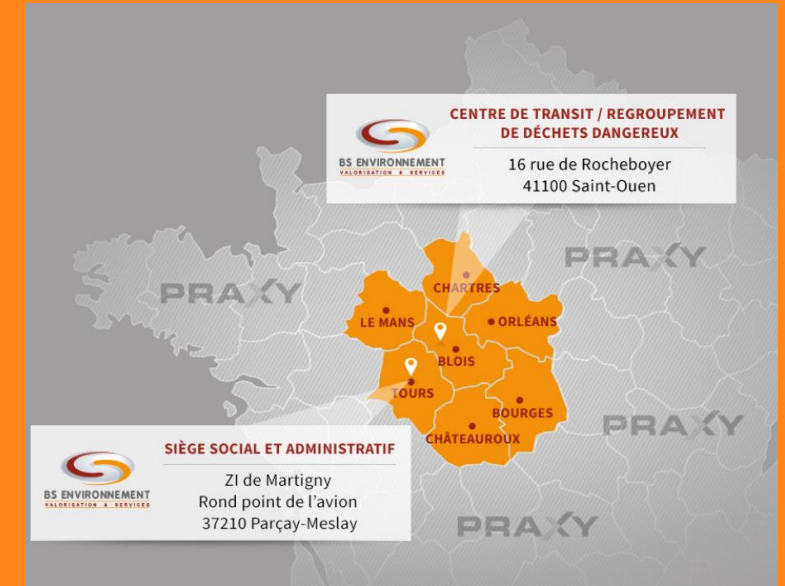 BS ENVIRONNEMENT
VALORISATION & SERVICES
CENTRE DE TRANSIT / REGROUPEMENT
DE DÉCHETS DANGEREUX
16 rue de Rocheboyer
41100 Saint-Ouen
PRAXY
PRAXY
CHARTRES
LE MANS
ORLÉANS
BLOIS
TOURS
BOURGES
CHÂTEAUROUX
PRAXY
BS ENVIRONNEMENT
VALORISATION & SERVICES
SIÈGE SOCIAL ET ADMINISTRATIF
ZI de Martigny
Rond point de l'avion
37210 Parçay-Meslay
PRAXY